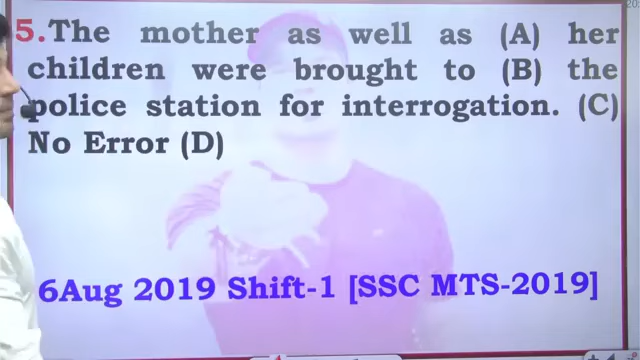 5.The mother as well as (A) her
children were brought to (B) the
police station for interrogation. (C)
No Error (D)
6Aug 2019 Shift-1 [SSC MTS-2019]